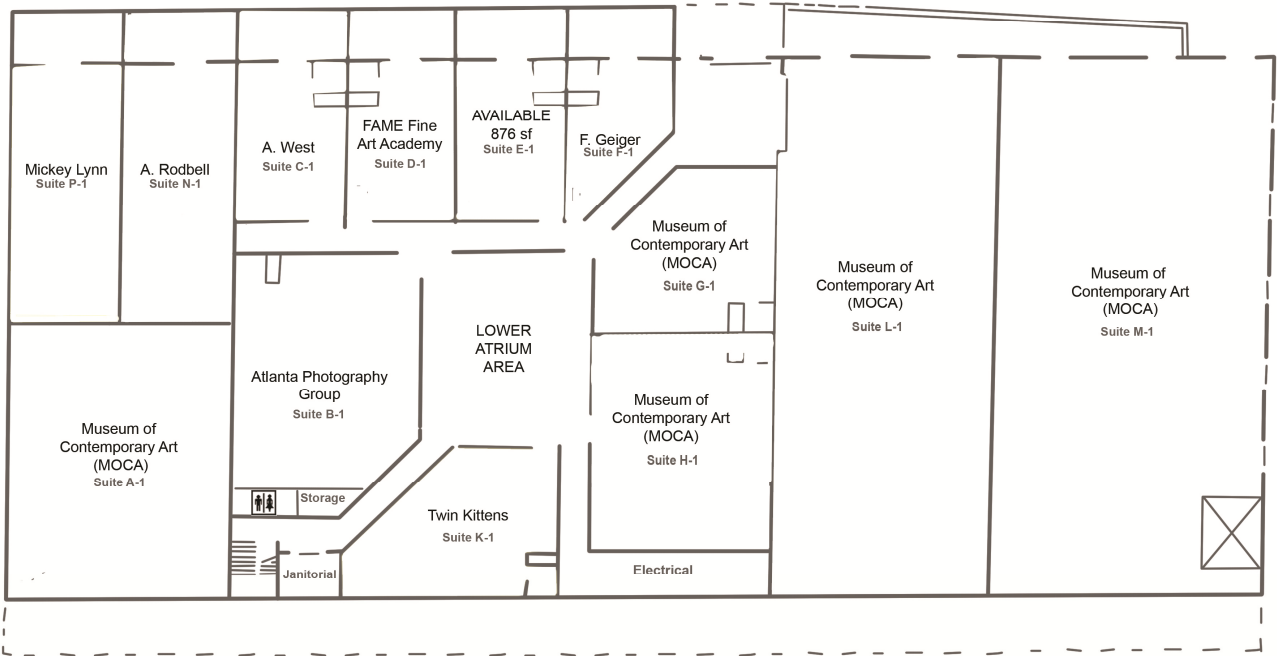 Mickey Lynn
Suite P-1
A. Rodbell
Suite N-1
A. West
Suite C-1
FAME Fine
Art Academy
Suite D-1
AVAILABLE
876 sf
Suite E-1
F. Geiger
Suite F-1
Museum of
Contemporary Art
(MOCA)
Suite G-1
Museum of
Contemporary Art
(MOCA)
Suite L-1
Museum of
Contemporary Art
(MOCA)
Suite M-1
LOWER
ATRIUM
AREA
Atlanta Photography
Group
Suite B-1
Museum of
Contemporary Art
(MOCA)
Suite H-1
Museum of
Contemporary Art
(MOCA)
Suite A-1
Storage
Twin Kittens
Suite K-1
Janitorial
Electrical